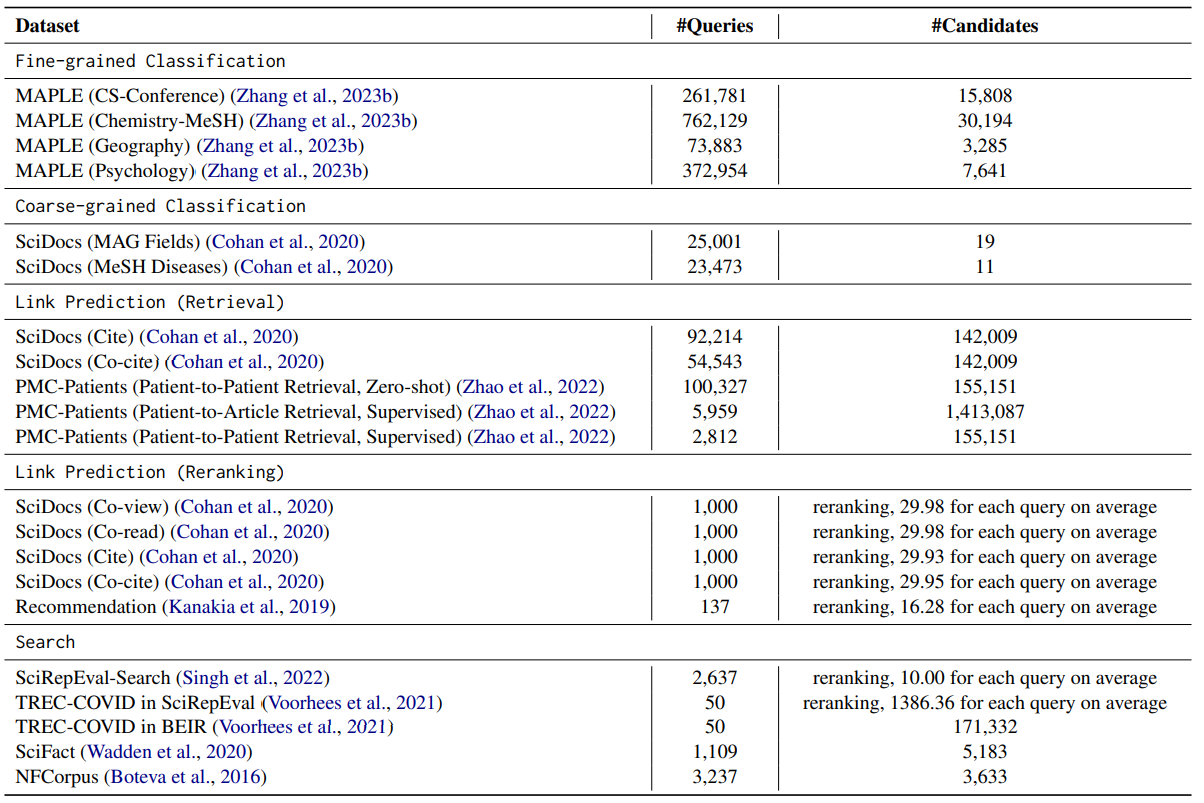 Dataset #Queries #Candidates
Fine-grained Classification
MAPLE (CS-Conference) (Zhang et al., 2023b) 261,781 15,808
MAPLE (Chemistry-MeSH) (Zhang et al., 2023b) 762,129 30,194
MAPLE (Geography) (Zhang et al., 2023b) 73,883 3,285
MAPLE (Psychology) (Zhang et al., 2023b) 372,954 7,641
Coarse-grained Classification
SciDocs (MAG Fields) (Cohan et al., 2020) 25,001 19
SciDocs (MeSH Diseases) (Cohan et al., 2020) 23,473 11
Link Prediction (Retrieval)
SciDocs (Cite) (Cohan et al., 2020) 92,214 142,009
SciDocs (Co-cite) (Cohan et al., 2020) 54,543 142,009
PMC-Patients (Patient-to-Patient Retrieval, Zero-shot) (Zhao et al., 2022) 100,327 155,151
PMC-Patients (Patient-to-Article Retrieval, Supervised) (Zhao et al., 2022) 5,959 1,413,087
PMC-Patients (Patient-to-Patient Retrieval, Supervised) (Zhao et al., 2022) 2,812 155,151
Link Prediction (Reranking)
SciDocs (Co-view) (Cohan et al., 2020) 1,000 reranking, 29.98 for each query on average
SciDocs (Co-read) (Cohan et al., 2020) 1,000 reranking, 29.98 for each query on average
SciDocs (Cite) (Cohan et al., 2020) 1,000 reranking, 29.93 for each query on average
SciDocs (Co-cite) (Cohan et al., 2020) 1,000 reranking, 29.95 for each query on average
Recommendation (Kanakia et al., 2019) 137 reranking, 16.28 for each query on average
Search
SciRepEval-Search (Singh et al., 2022) 2,637 reranking, 10.00 for each query on average
TREC-COVID in SciRepEval (Voorhees et al., 2021) 50 reranking, 1386.36 for each query on average
TREC-COVID in BEIR (Voorhees et al., 2021) 50 171,332
SciFact (Wadden et al., 2020) 1,109 5,183
NFCorpus (Boteva et al., 2016) 3,237 3,633